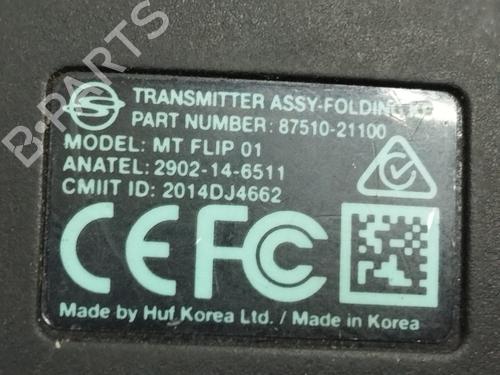 B-PARTS
TRANSMITTER ASSY-FOLDING
PART NUMBER: 87510-21100
MODEL: MT FLIP 01
ANATEL: 2902-14-6511
CMIIT ID: 2014DJ4662
CE FC
Made by Huf Korea Ltd. / Made in Korea